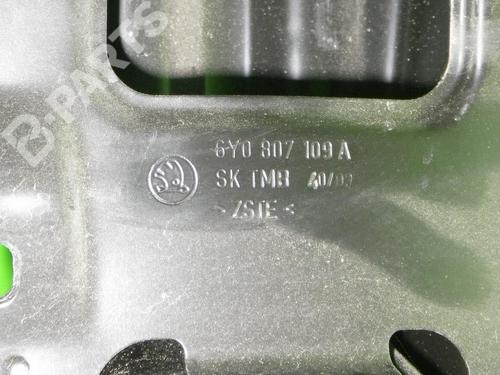 B-PARTS
6Y0 807 109 A
SK TMB 40/03
> ZSTE <